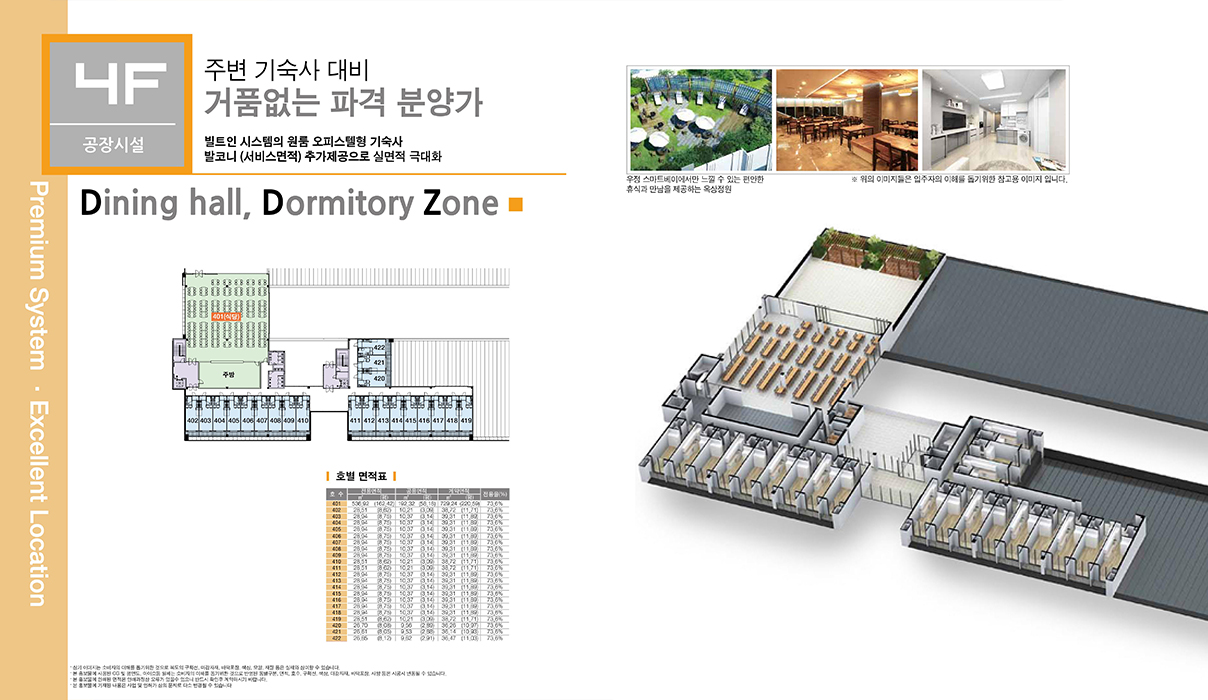 4F
공장시설
주변 기숙사 대비
거품없는 파격 분양가
빌트인 시스템의 원룸 오피스텔형 기숙사
발코니 (서비스면적) 추가제공으로 실면적 극대화
Premium System · Excellent Location
Dining hall, Dormitory Zone
우정 스마트베이에서만 느낄 수 있는 편안한
휴식과 만남을 제공하는 옥상정원
※ 위의 이미지들은 입주자의 이해를 돕기위한 참고용 이미지 입니다.
401(식당)
주방
422
421
420
402 403 404 405 406 407 408 409 410
411 412 413 414 415 416 417 418 419
호별 면적표
호 수 전용면적 공용면적 계약면적 전용율(%)
㎡ (평) ㎡ (평) ㎡ (평)
401 536.92 (162.42) 192.32 (58.18) 729.24 (220.59) 73.6%
402 28.51 (8.62) 10.21 (3.09) 38.72 (11.71) 73.6%
403 28.94 (8.75) 10.37 (3.14) 39.31 (11.89) 73.6%
404 28.94 (8.75) 10.37 (3.14) 39.31 (11.89) 73.6%
405 28.94 (8.75) 10.37 (3.14) 39.31 (11.89) 73.6%
406 28.94 (8.75) 10.37 (3.14) 39.31 (11.89) 73.6%
407 28.94 (8.75) 10.37 (3.14) 39.31 (11.89) 73.6%
408 28.94 (8.75) 10.37 (3.14) 39.31 (11.89) 73.6%
409 28.94 (8.75) 10.37 (3.14) 39.31 (11.89) 73.6%
410 28.51 (8.62) 10.21 (3.09) 38.72 (11.71) 73.6%
411 28.51 (8.62) 10.21 (3.09) 38.72 (11.71) 73.6%
412 28.94 (8.75) 10.37 (3.14) 39.31 (11.89) 73.6%
413 28.94 (8.75) 10.37 (3.14) 39.31 (11.89) 73.6%
414 28.94 (8.75) 10.37 (3.14) 39.31 (11.89) 73.6%
415 28.94 (8.75) 10.37 (3.14) 39.31 (11.89) 73.6%
416 28.94 (8.75) 10.37 (3.14) 39.31 (11.89) 73.6%
417 28.94 (8.75) 10.37 (3.14) 39.31 (11.89) 73.6%
418 28.94 (8.75) 10.37 (3.14) 39.31 (11.89) 73.6%
419 28.51 (8.62) 10.21 (3.09) 38.72 (11.71) 73.6%
420 26.70 (8.08) 9.56 (2.89) 36.26 (10.97) 73.6%
421 26.61 (8.05) 9.53 (2.88) 36.14 (10.93) 73.6%
422 26.85 (8.12) 9.62 (2.91) 36.47 (11.03) 73.6%